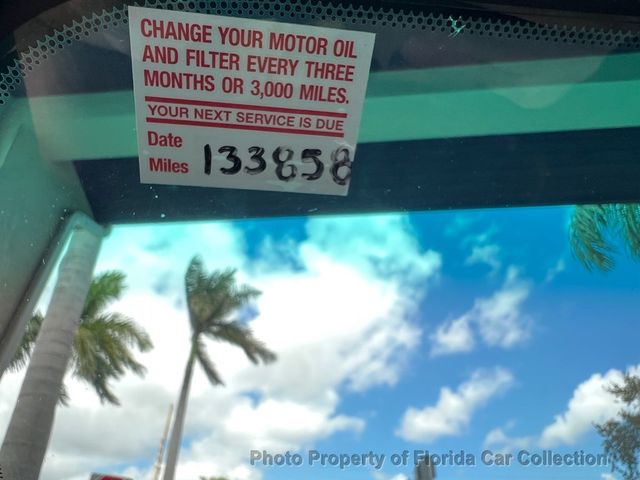 CHANGE YOUR MOTOR OIL
AND FILTER EVERY THREE
MONTHS OR 3,000 MILES.
YOUR NEXT SERVICE IS DUE
Date
Miles 133858
Photo Property of Florida Car Collection